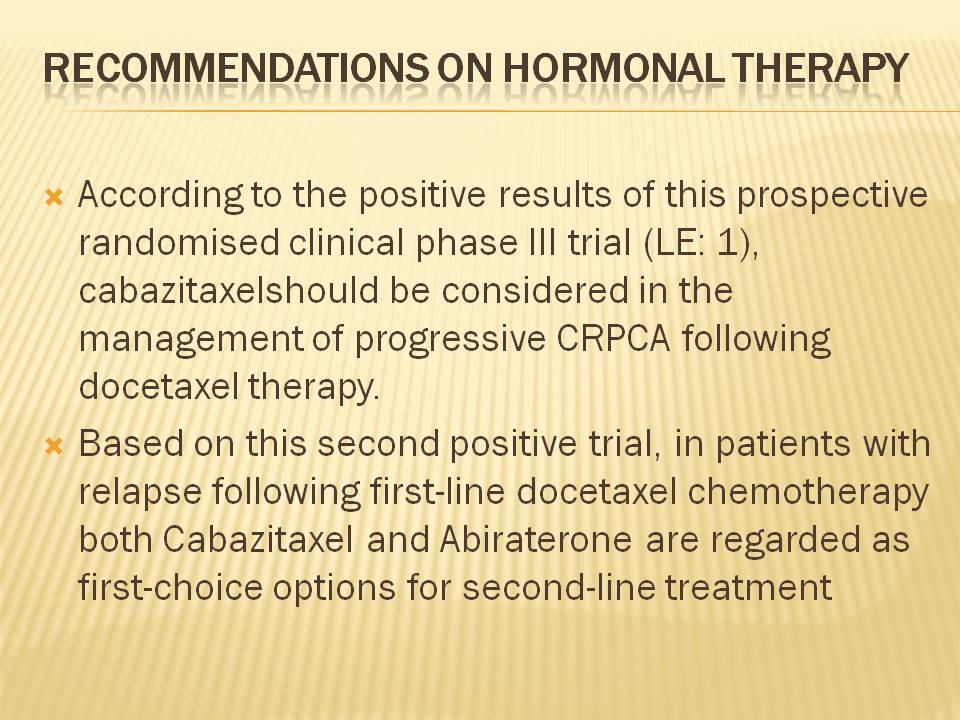 RECOMMENDATIONS ON HORMONAL THERAPY
According to the positive results of this prospective
randomised clinical phase III trial (LE: 1),
cabazitaxelshould be considered in the
management of progressive CRPCA following
docetaxel therapy.
Based on this second positive trial, in patients with
relapse following first-line docetaxel chemotherapy
both Cabazitaxel and Abiraterone are regarded as
first-choice options for second-line treatment